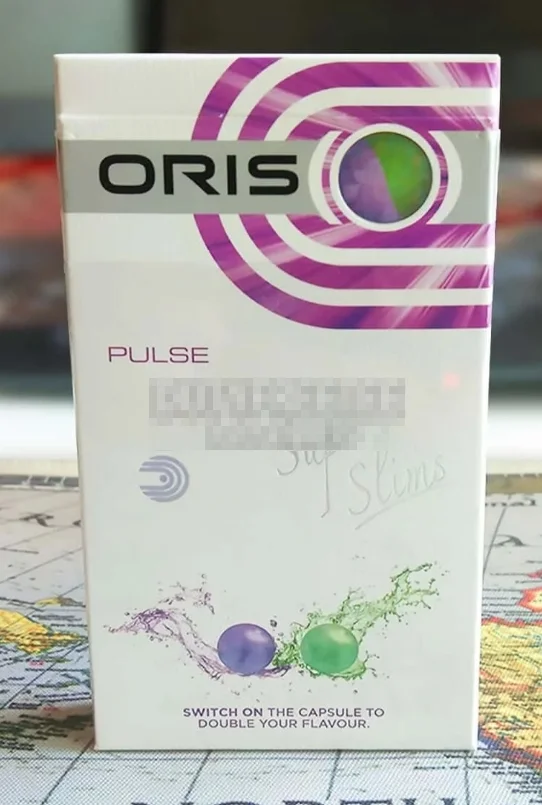 ORIS
PULSE
Slims
SWITCH ON THE CAPSULE TO
DOUBLE YOUR FLAVOUR.